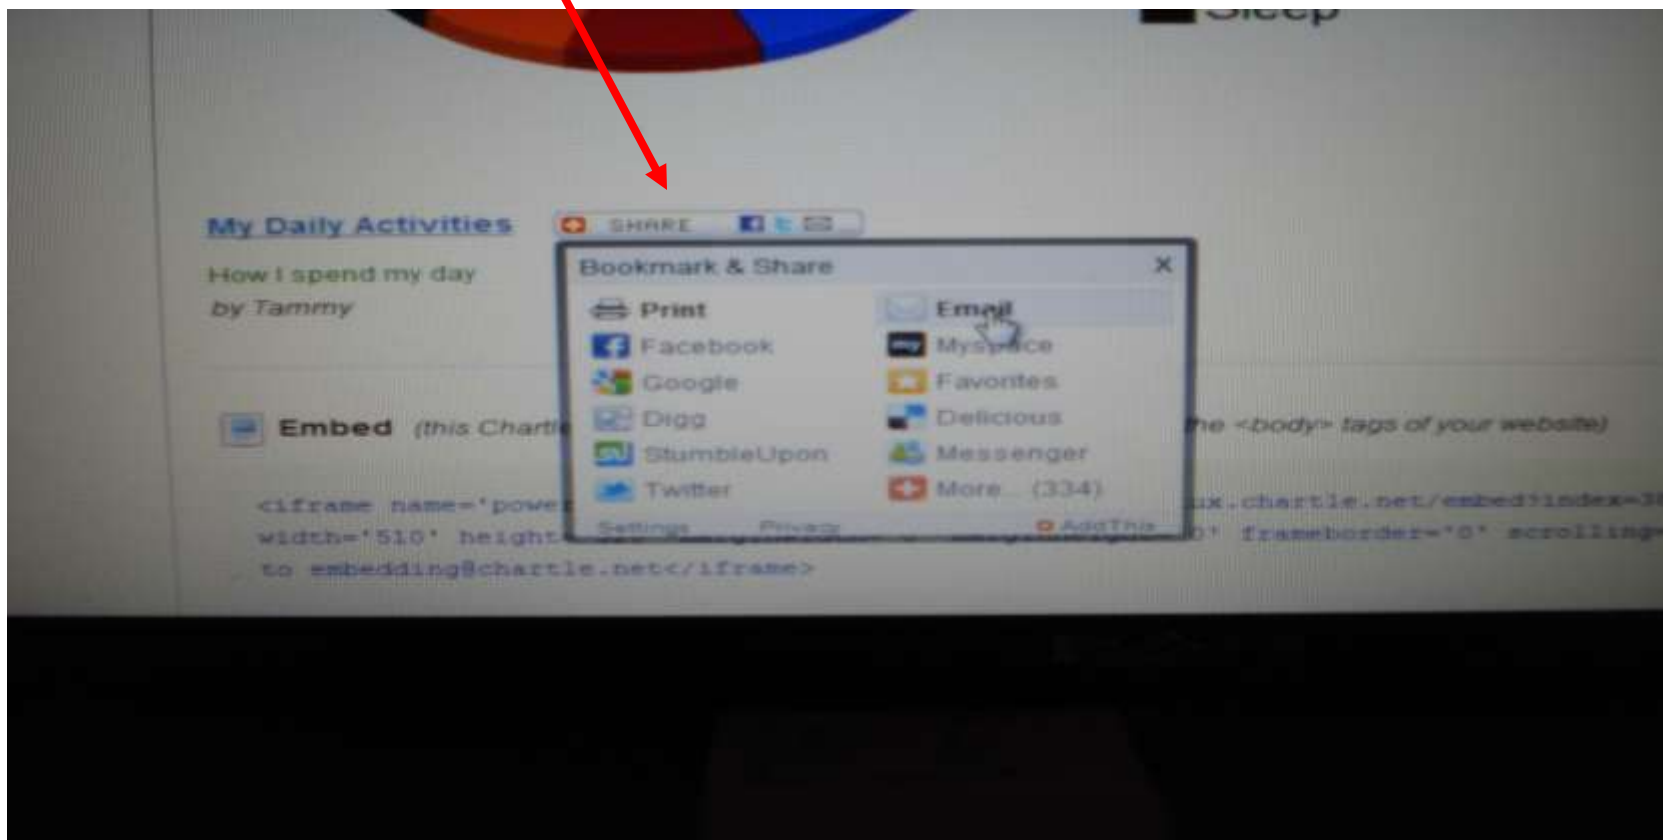 Sleep
My Daily Activities
SHARE
How I spend my day
by Tammy
Bookmark & Share X
Print Email
Facebook Myspace
Google Favorites
Digg Delicious
StumbleUpon Messenger
Twitter More... (334)
Settings Privacy AddThis
Embed (this Chartle
the <body> tags of your website)
<iframe name="power ux.chartle.net/embed?index=
width="510" height= frameborder="0" scrolling=
to embedding@chartle.net</iframe>